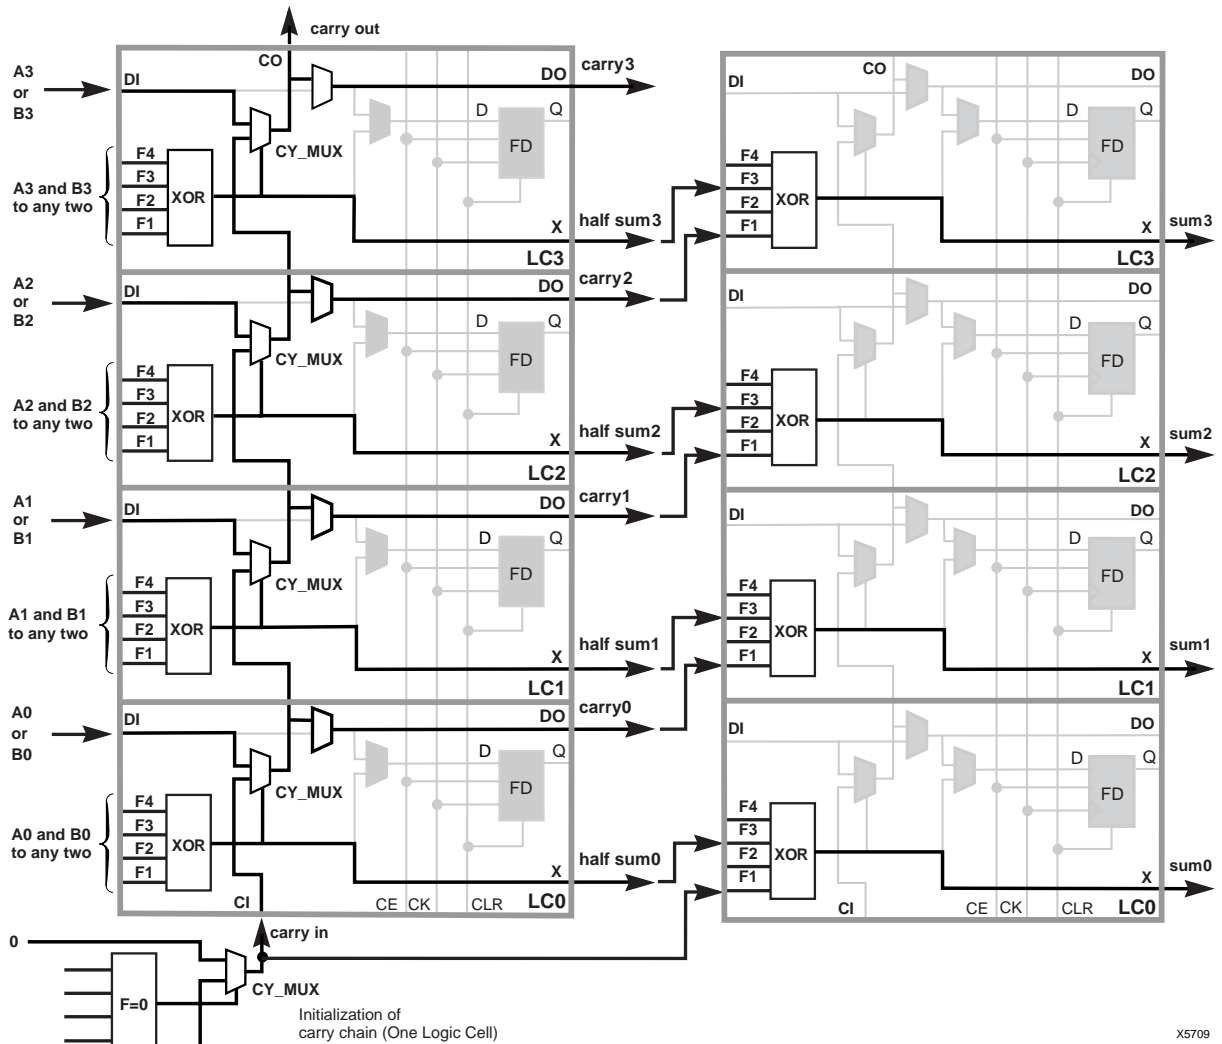 carry out
CO
DI
DO
carry3
A3
or
B3
D
Q
FD
CY_MUX
F4
F3
F2
F1
XOR
A3 and B3
to any two
X
half sum3
LC3
A2
or
B2
DI
DO
carry2
D
Q
FD
CY_MUX
F4
F3
F2
F1
XOR
A2 and B2
to any two
X
half sum2
LC2
A1
or
B1
DI
DO
carry1
D
Q
FD
CY_MUX
F4
F3
F2
F1
XOR
A1 and B1
to any two
X
half sum1
LC1
A0
or
B0
DI
DO
carry0
D
Q
FD
CY_MUX
F4
F3
F2
F1
XOR
A0 and B0
to any two
X
half sum0
CI
CE
CK
CLR
LC0
carry in
0
F=0
CY_MUX
Initialization of
carry chain (One Logic Cell)
CO
DI
DO
D
Q
FD
F4
F3
F2
F1
XOR
X
sum3
LC3
DI
DO
D
Q
FD
F4
F3
F2
F1
XOR
X
sum2
LC2
DI
DO
D
Q
FD
F4
F3
F2
F1
XOR
X
sum1
LC1
DI
DO
D
Q
FD
F4
F3
F2
F1
XOR
X
sum0
CI
CE
CK
CLR
LC0
X5709